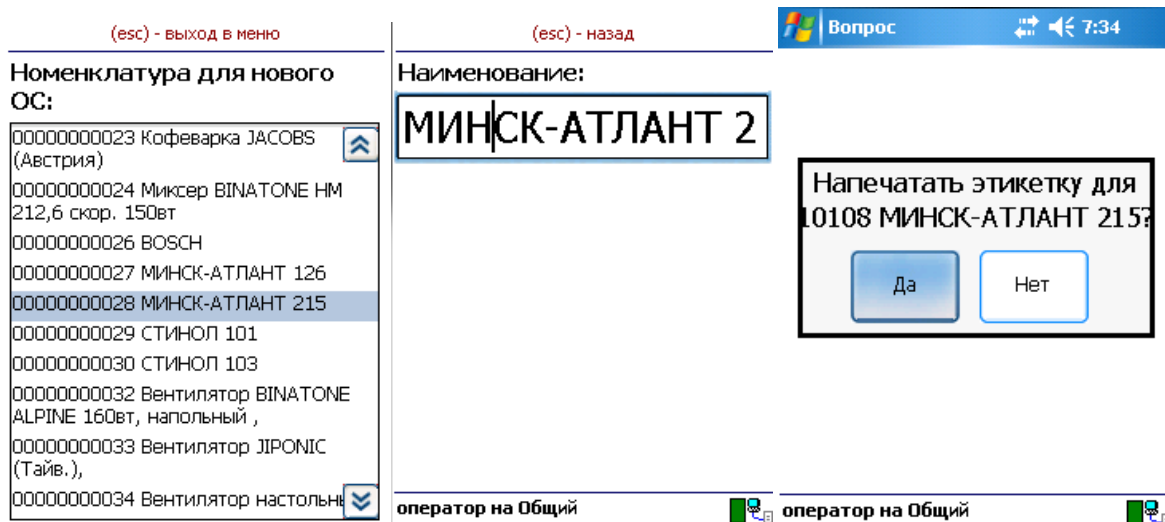 (esc) - выход в меню
Номенклатура для нового
ОС:
00000000023 Кофеварка JACOBS
(Австрия)
00000000024 Миксер BINATONE HM
212,6 скор. 150вт
00000000026 BOSCH
00000000027 МИНСК-АТЛАНТ 126
00000000028 МИНСК-АТЛАНТ 215
00000000029 СТИНОЛ 101
00000000030 СТИНОЛ 103
00000000032 Вентилятор BINATONE
ALPINE 160вт, напольный ,
00000000033 Вентилятор JIPONIC
(Тайв.),
00000000034 Вентилятор настольн
(esc) - назад
Наименование:
МИНСК-АТЛАНТ 2
оператор на Общий
Вопрос 7:34
Напечатать этикетку для
10108 МИНСК-АТЛАНТ 215?
Да Нет
оператор на Общий